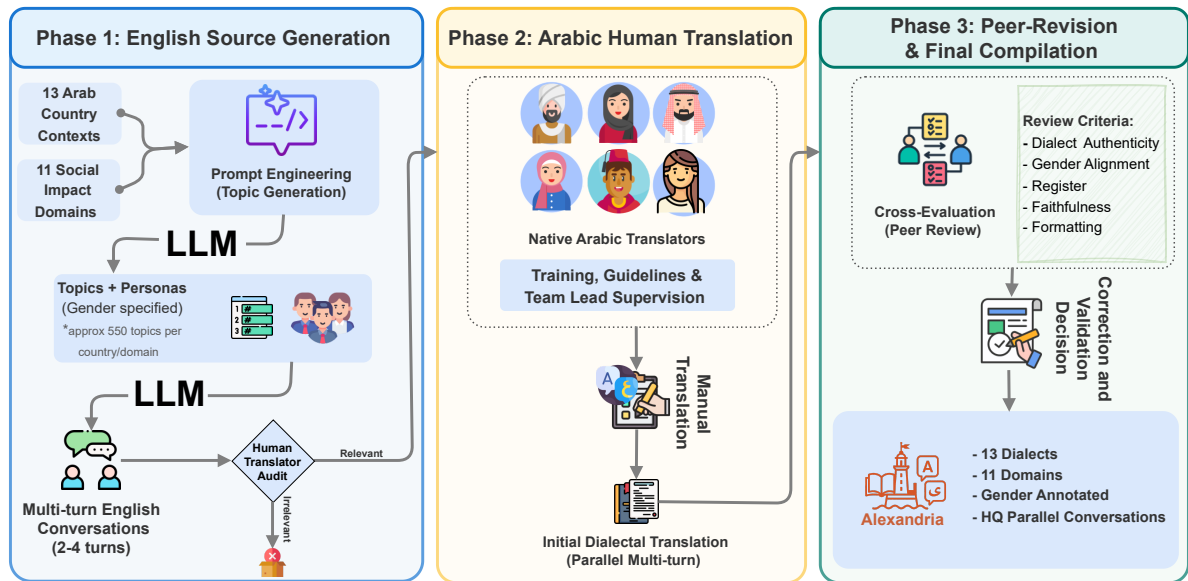 Phase 1: English Source Generation
13 Arab
Country
Contexts
11 Social
Impact
Domains
Prompt Engineering
(Topic Generation)
LLM
Topics + Personas
(Gender specified)
*approx 550 topics per
country/domain
1 #
2 #
3 #
LLM
Multi-turn English
Conversations
(2-4 turns)
Human
Translator
Audit
Relevant
Irrelevant
Phase 2: Arabic Human Translation
Native Arabic Translators
Training, Guidelines &
Team Lead Supervision
A ع
Manual
Translation
Initial Dialectal Translation
(Parallel Multi-turn)
Phase 3: Peer-Revision
& Final Compilation
Cross-Evaluation
(Peer Review)
Review Criteria:
- Dialect Authenticity
- Gender Alignment
- Register
- Faithfulness
- Formatting
Correction and
Validation
Decision
A
ي
Alexandria
- 13 Dialects
- 11 Domains
- Gender Annotated
- HQ Parallel Conversations